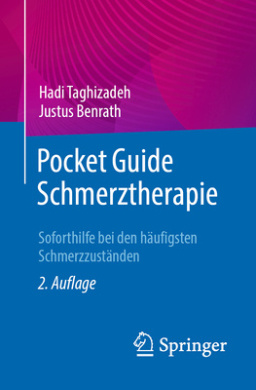 Hadi Taghizadeh
Justus Benrath
Pocket Guide
Schmerztherapie
Soforthilfe bei den häufigsten
Schmerzzuständen
2. Auflage
Springer